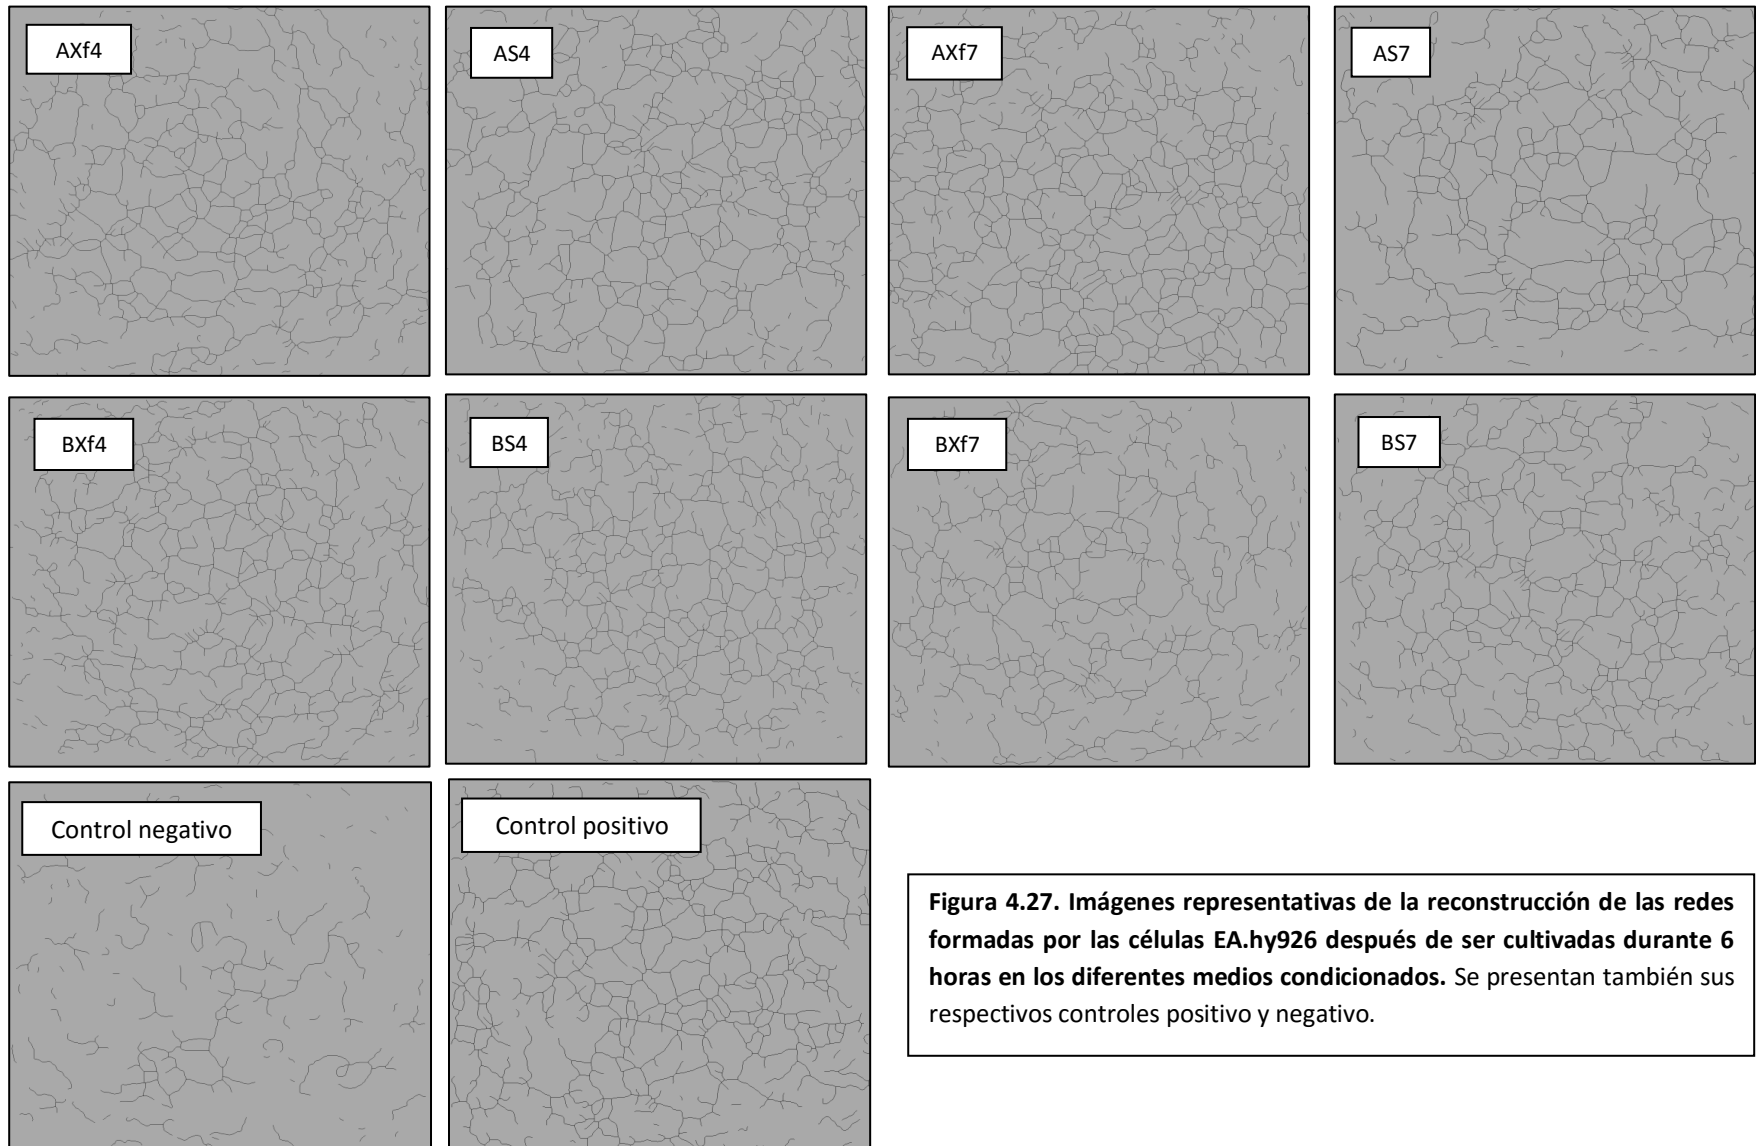 AXf4
AS4
AXf7
AS7
BXf4
BS4
BXf7
BS7
Control negativo
Control positivo
Figura 4.27. Imágenes representativas de la reconstrucción de las redes
formadas por las células EA.hy926 después de ser cultivadas durante 6
horas en los diferentes medios condicionados. Se presentan también sus
respectivos controles positivo y negativo.